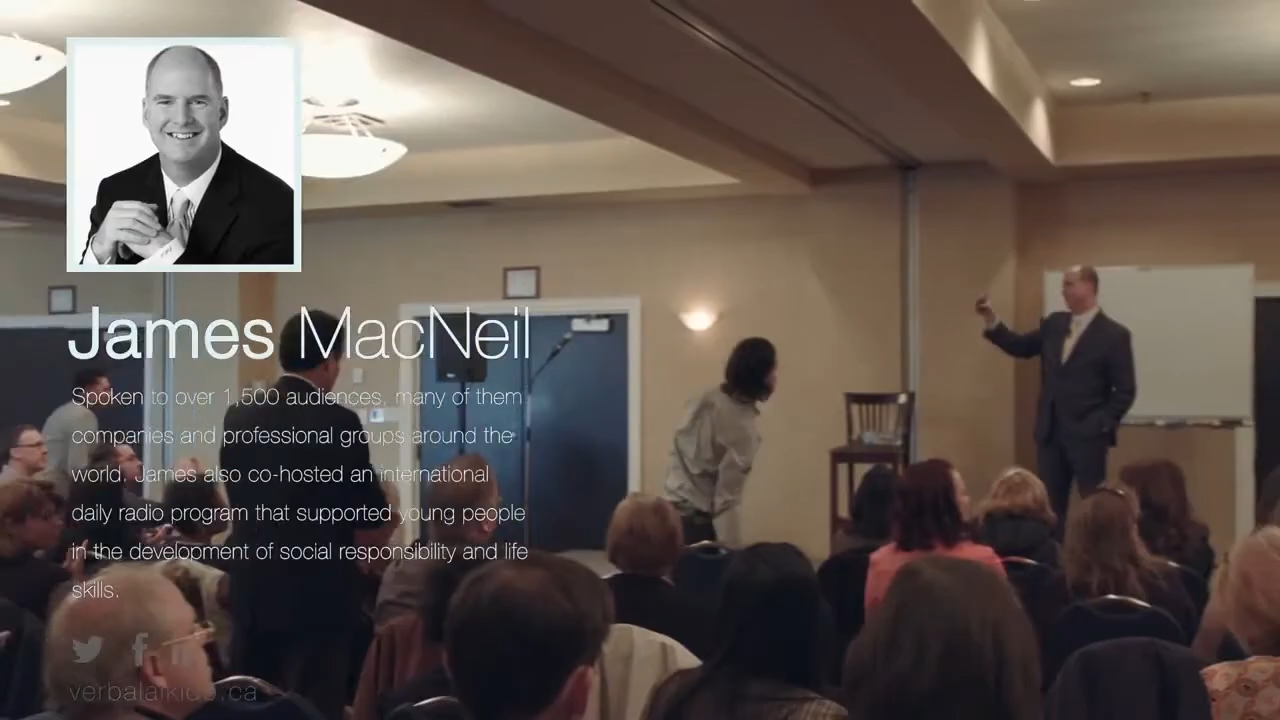 James MacNeil
Spoken to over 1,500 audiences, many of them
companies and professional groups around the
world. James also co-hosted an international
daily radio program that supported young people
in the development of social responsibility and life
skills.
verbalaikido.ca